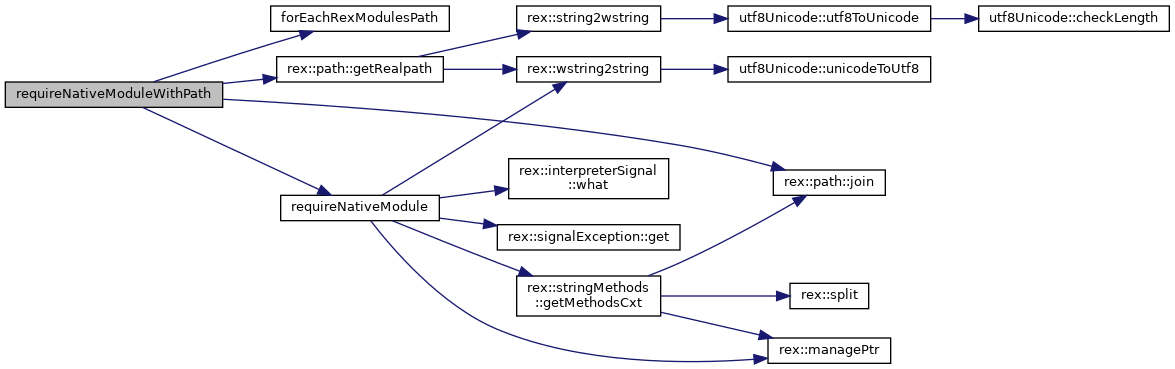 forEachRexModulesPath
rex::string2wstring
utf8Unicode::utf8ToUnicode
utf8Unicode::checkLength
rex::path::getRealpath
rex::wstring2string
utf8Unicode::unicodeToUtf8
requireNativeModuleWithPath
rex::interpreterSignal
::what
rex::path::join
requireNativeModule
rex::signalException::get
rex::stringMethods
::getMethodsCxt
rex::split
rex::managePtr